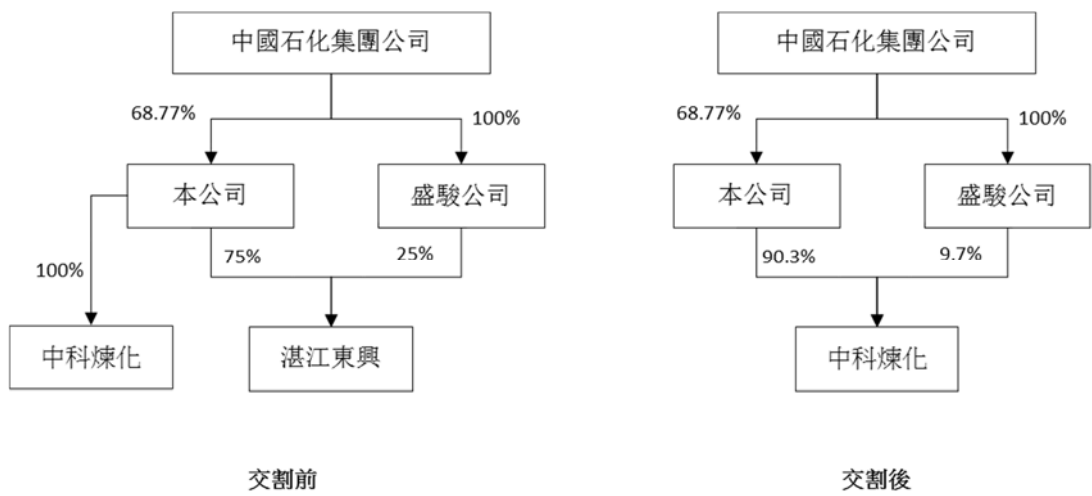 中國石化集團公司
68.77%
100%
本公司
盛駿公司
100%
75%
25%
中科煉化
湛江東興
交割前
中國石化集團公司
68.77%
100%
本公司
盛駿公司
90.3%
9.7%
中科煉化
交割後